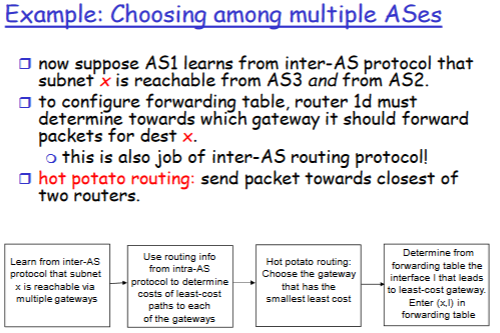 Example: Choosing among multiple ASes
now suppose AS1 learns from inter-AS protocol that
subnet x is reachable from AS3 and from AS2.
to configure forwarding table, router 1d must
determine towards which gateway it should forward
packets for dest x.
this is also job of inter-AS routing protocol!
hot potato routing: send packet towards closest of
two routers.
Learn from inter-AS
protocol that subnet
x is reachable via
multiple gateways
Use routing info
from intra-AS
protocol to determine
costs of least-cost
paths to each
of the gateways
Hot potato routing:
Choose the gateway
that has the
smallest least cost
Determine from
forwarding table the
interface I that leads
to least-cost gateway.
Enter (x,I) in
forwarding table